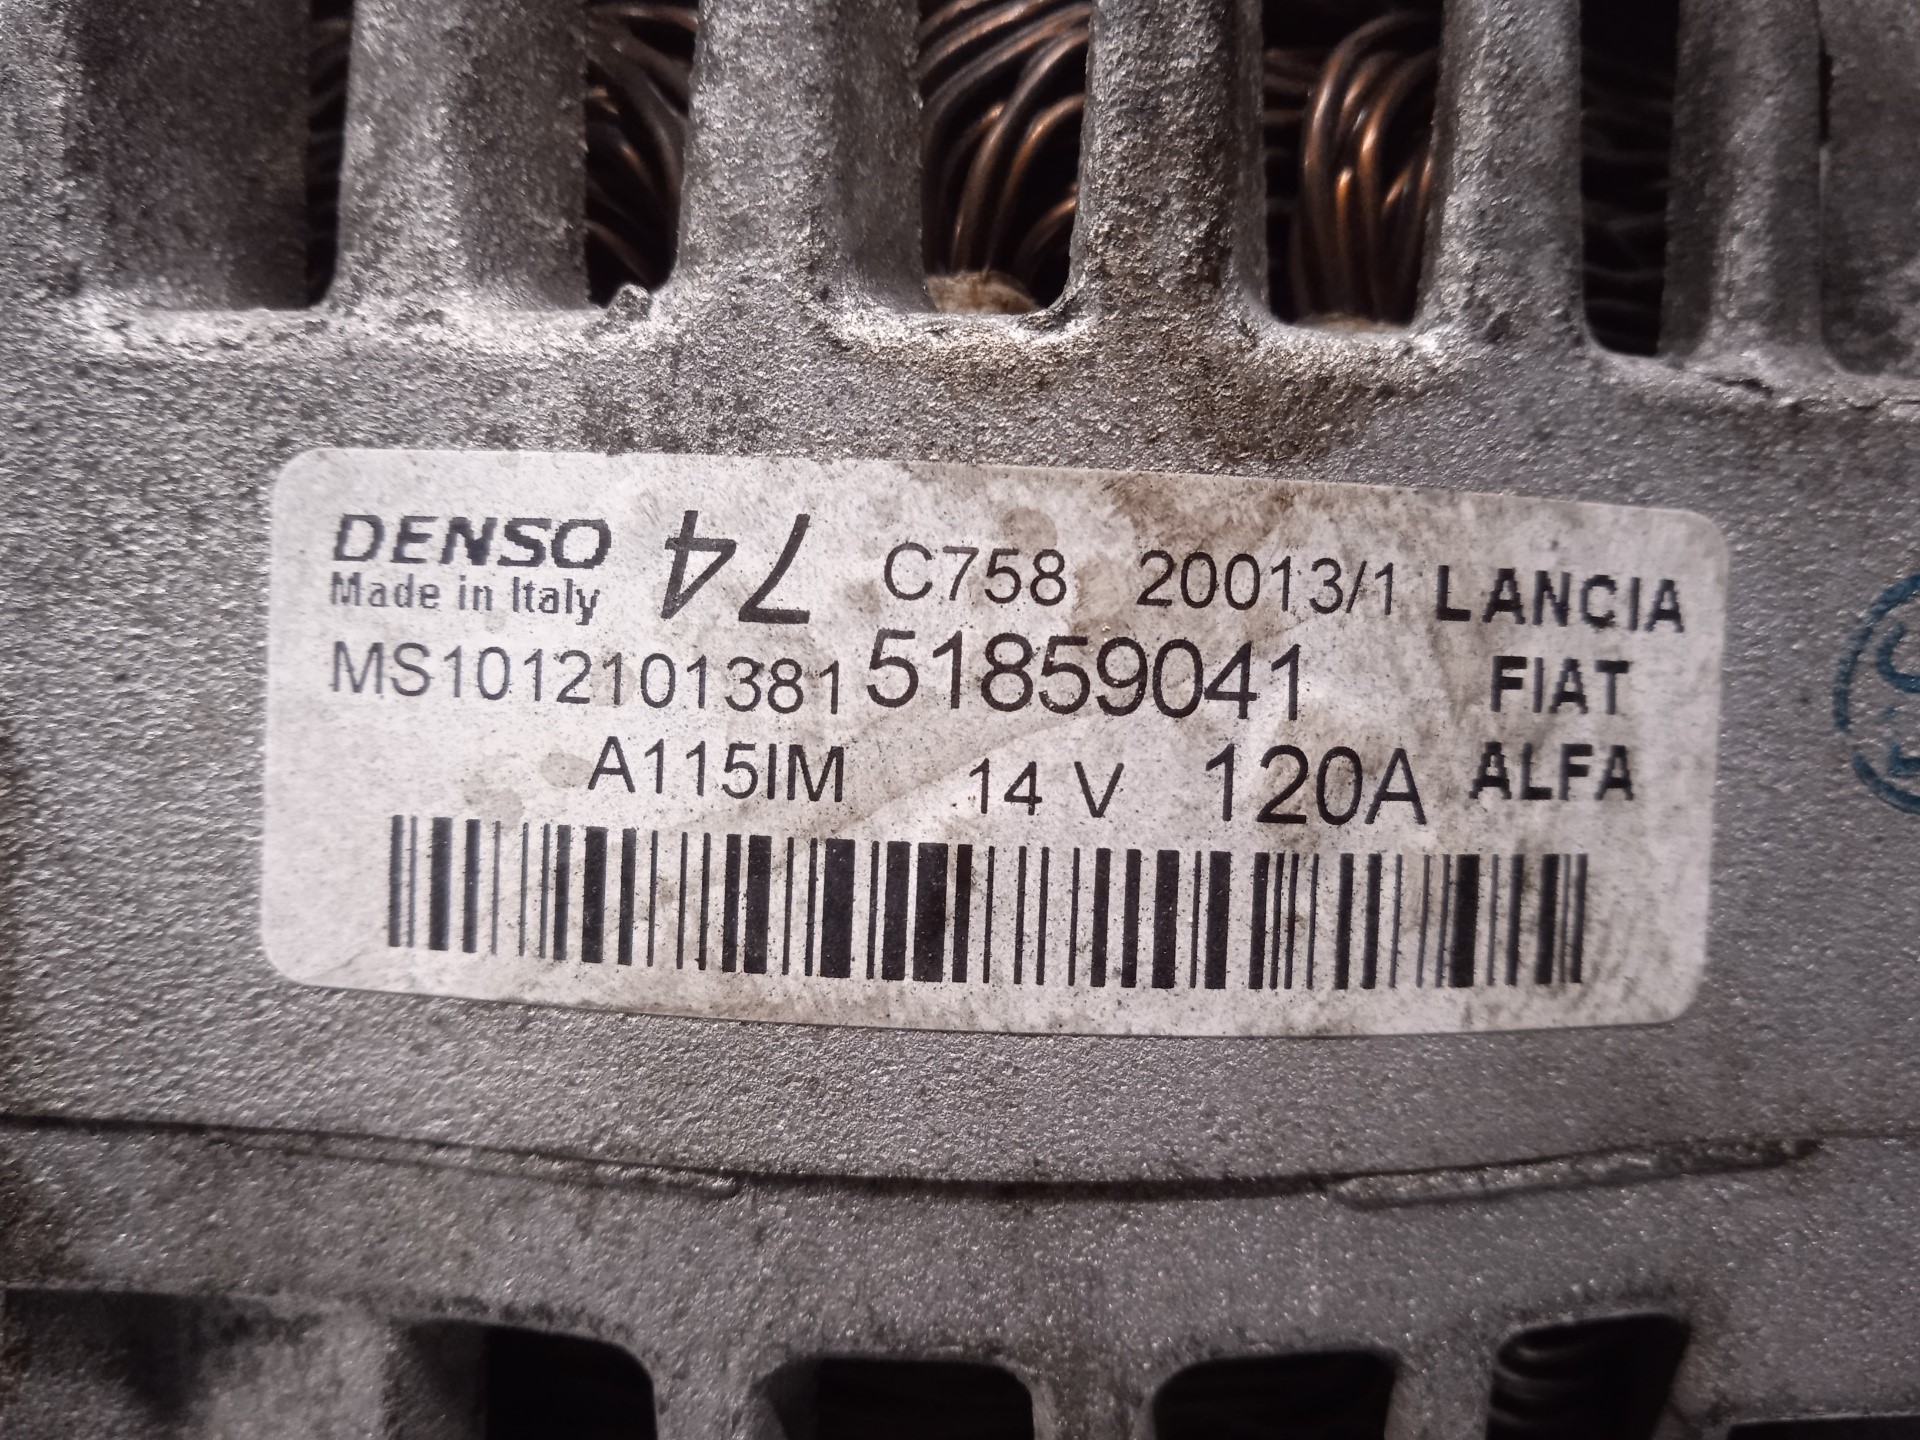 DENSO 74 C758 20013/1 LANCIA
Made in Italy
MS1012101381 51859041 FIAT
A115IM 14 V 120A ALFA